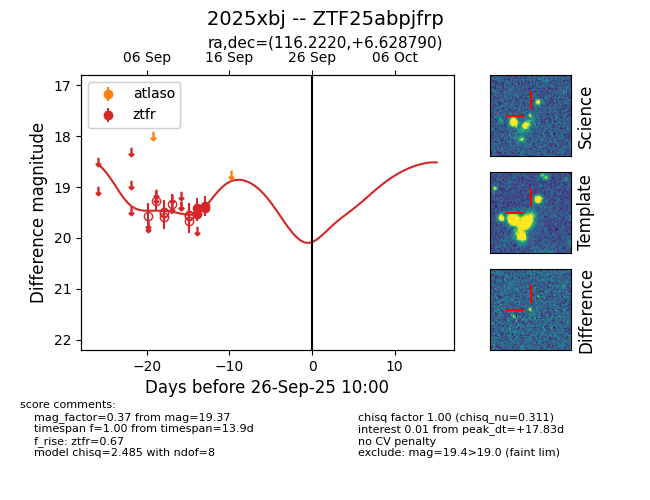 2025xbj -- ZTF25abpjfrp
ra,dec=(116.2220,+6.628790)
06 Sep 16 Sep 26 Sep 06 Oct
17
18
19
20
21
22
Difference magnitude
atlaso
ztfr
−20 −10 0 10
Days before 26-Sep-25 10:00
Science
Template
Difference
score comments:
mag_factor=0.37 from mag=19.37
timespan f=1.00 from timespan=13.9d
f_rise: ztfr=0.67
model chisq=2.485 with ndof=8
chisq factor 1.00 (chisq_nu=0.311)
interest 0.01 from peak_dt=+17.83d
no CV penalty
exclude: mag=19.4>19.0 (faint lim)